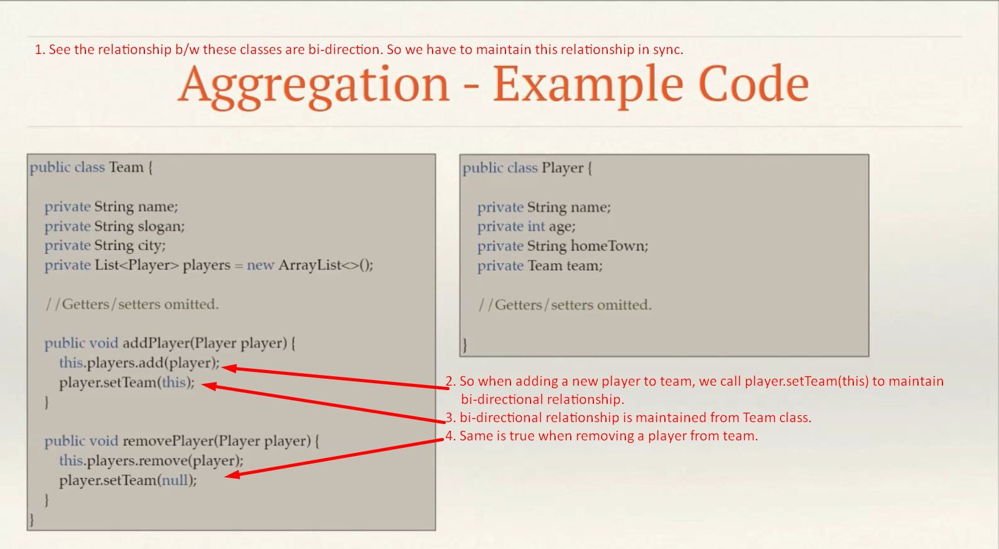 1. See the relationship b/w these classes are bi-direction. So we have to maintain this relationship in sync.
Aggregation - Example Code
public class Team {
private String name;
private String slogan;
private String city;
private List<Player> players = new ArrayList<>();
//Getters/setters omitted.
public void addPlayer(Player player) {
this.players.add(player);
player.setTeam(this);
}
public void removePlayer(Player player) {
this.players.remove(player);
player.setTeam(null);
}
}
public class Player {
private String name;
private int age;
private String homeTown;
private Team team;
//Getters/setters omitted.
}
2. So when adding a new player to team, we call player.setTeam(this) to maintain
bi-directional relationship.
3. bi-directional relationship is maintained from Team class.
4. Same is true when removing a player from team.